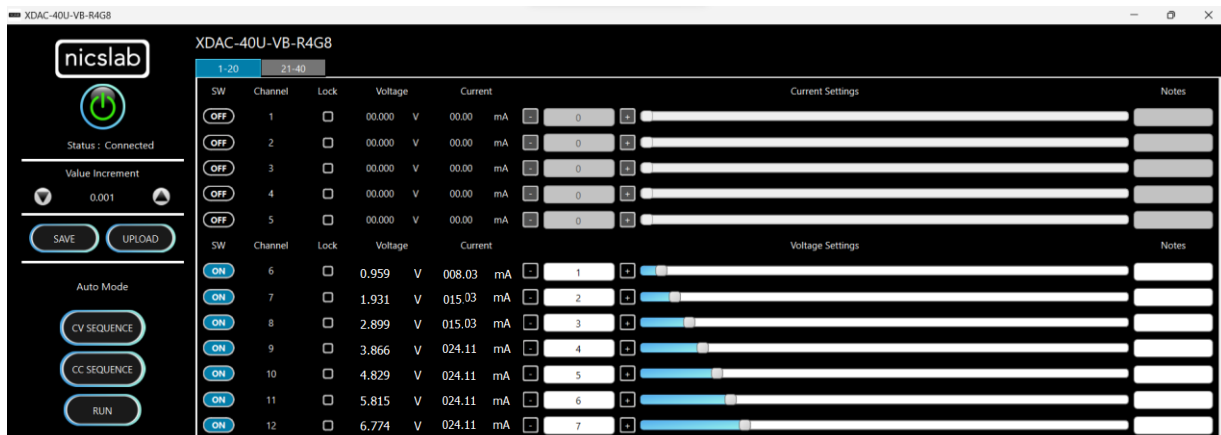 XDAC-40U-VB-R4G8
nicslab
Status : Connected
Value Increment
0.001
SAVE UPLOAD
Auto Mode
CV SEQUENCE
CC SEQUENCE
RUN
XDAC-40U-VB-R4G8
1-20 21-40
SW Channel Lock Voltage Current Current Settings Notes
OFF 1 00.000 V 00.00 mA - 0 +
OFF 2 00.000 V 00.00 mA - 0 +
OFF 3 00.000 V 00.00 mA - 0 +
OFF 4 00.000 V 00.00 mA - 0 +
OFF 5 00.000 V 00.00 mA - 0 +
SW Channel Lock Voltage Current Voltage Settings Notes
ON 6 0.959 V 008.03 mA - 1 +
ON 7 1.931 V 015.03 mA - 2 +
ON 8 2.899 V 015.03 mA - 3 +
ON 9 3.866 V 024.11 mA - 4 +
ON 10 4.829 V 024.11 mA - 5 +
ON 11 5.815 V 024.11 mA - 6 +
ON 12 6.774 V 024.11 mA - 7 +